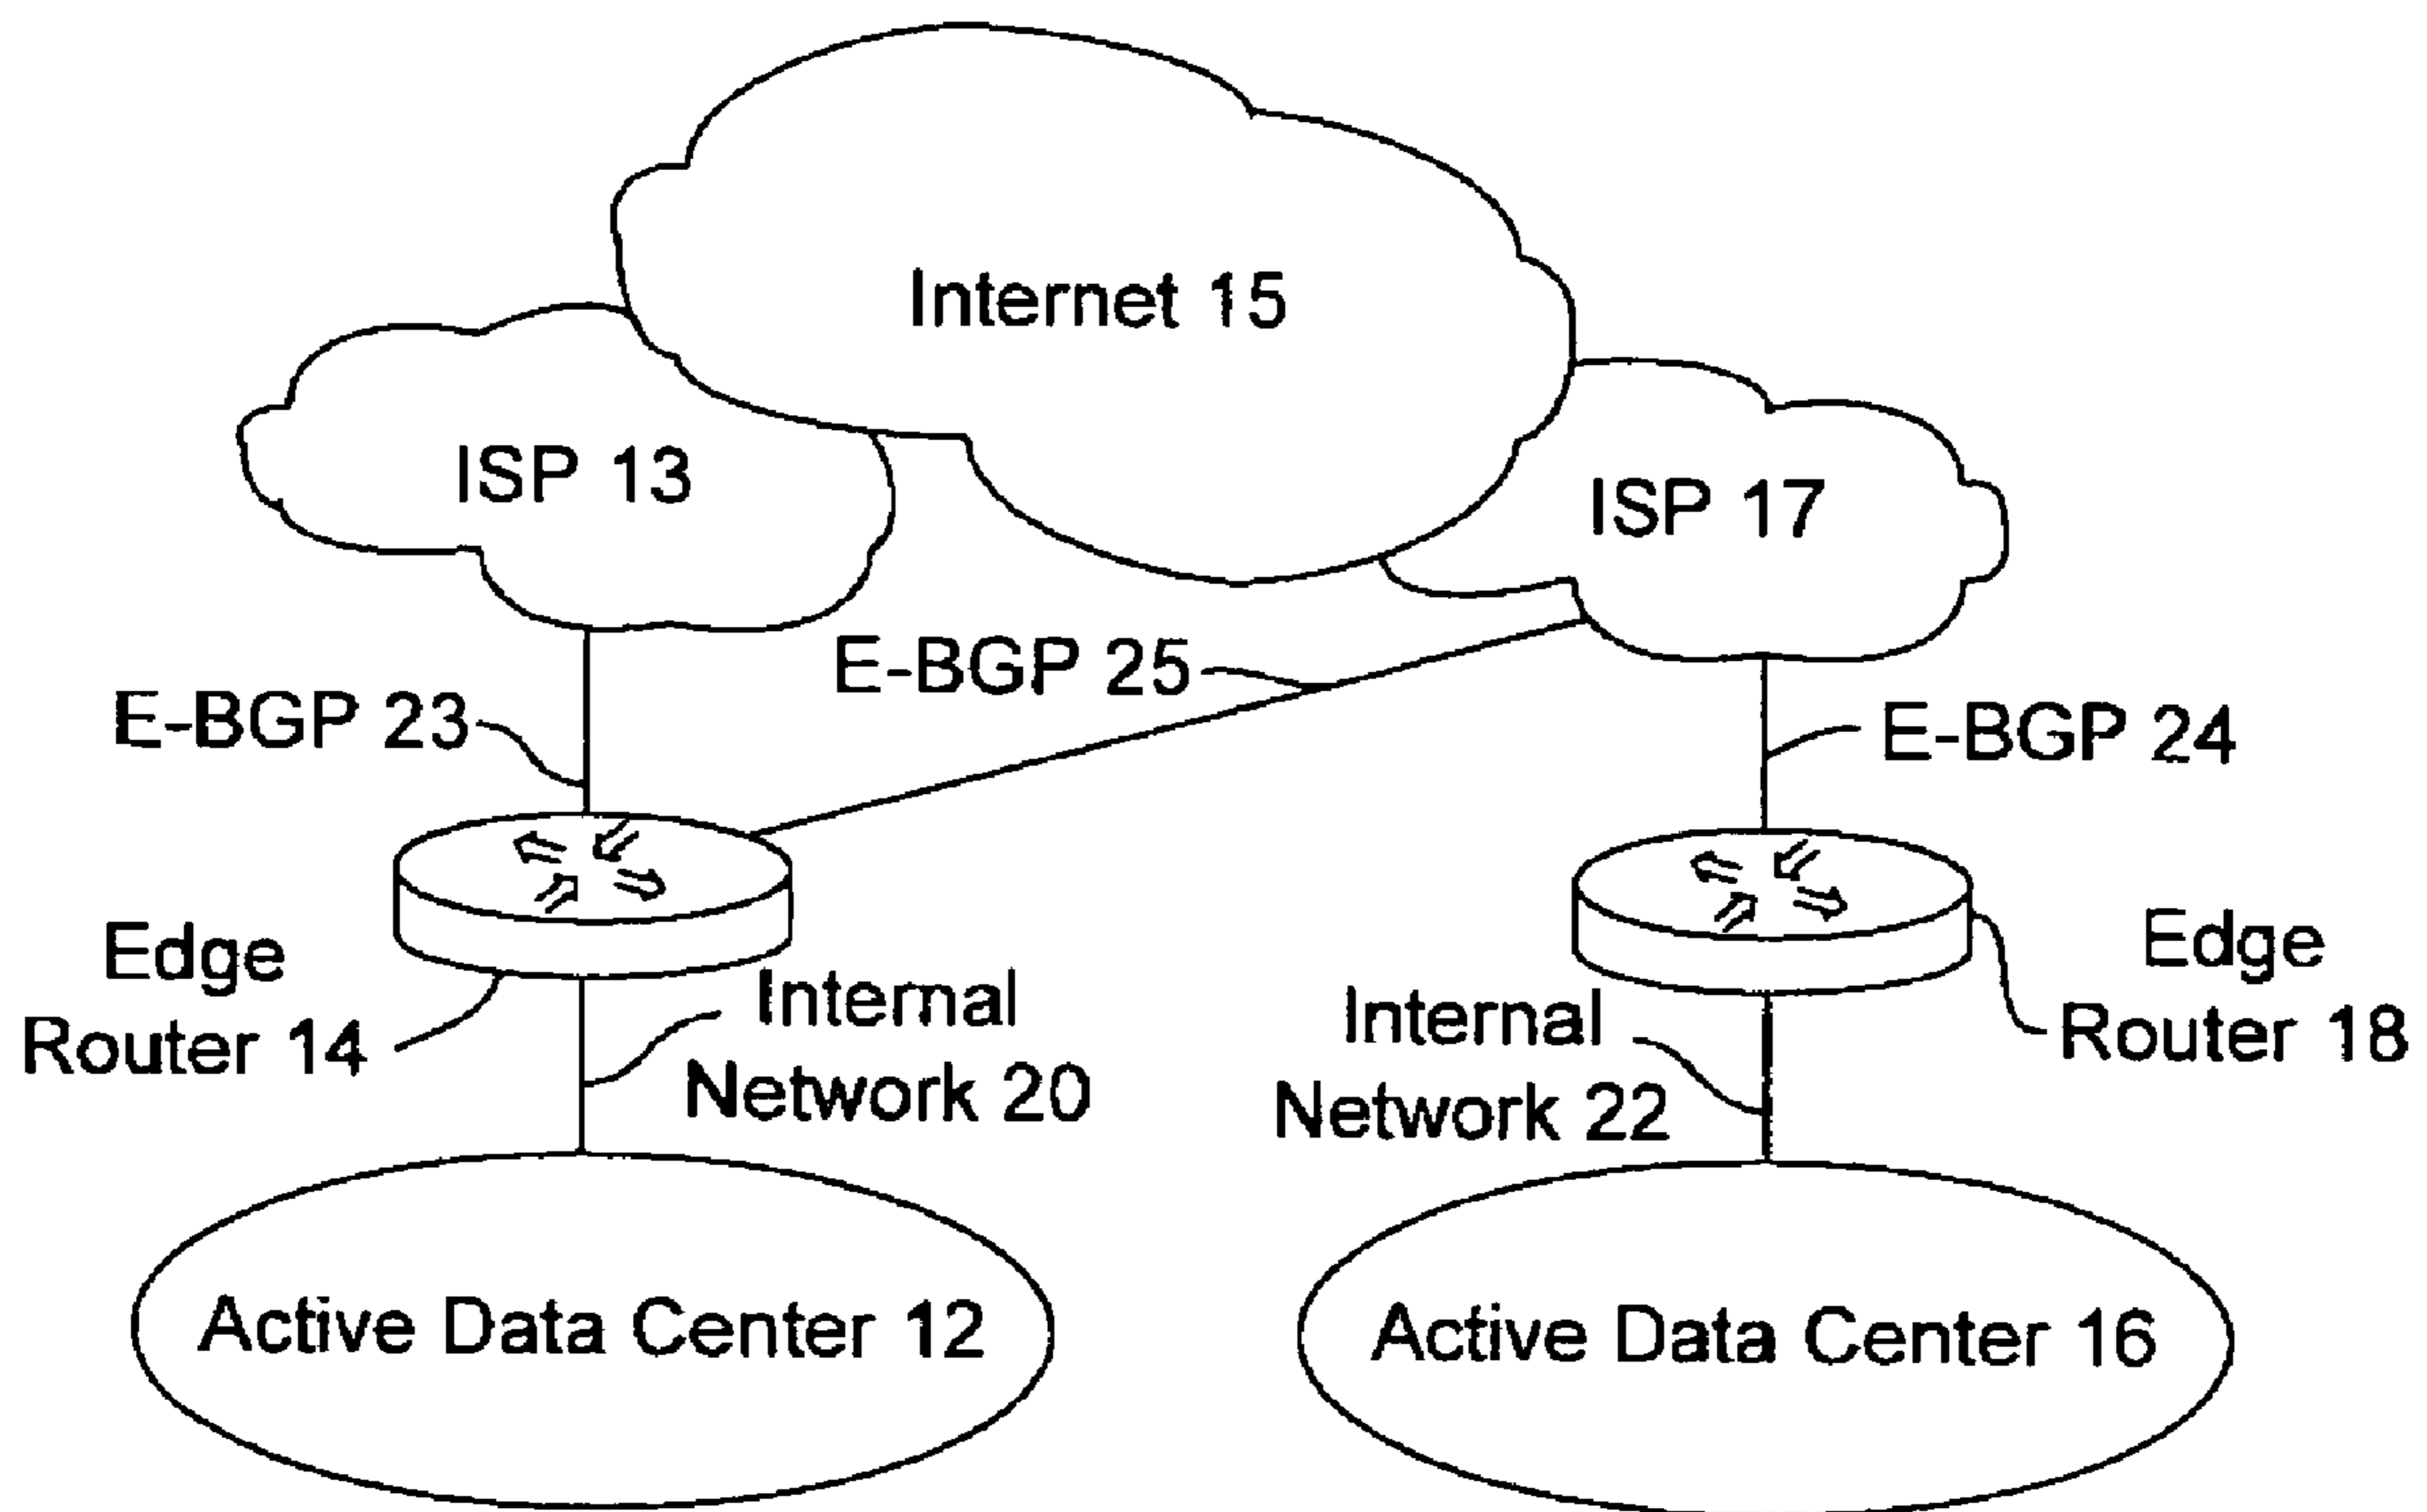 Internet 15
ISP 13
ISP 17
E-BGP 25
E-BGP 23
E-BGP 24
Edge
Router 14
Internal
Network 20
Internal
Network 22
Edge
Router 18
Active Data Center 12
Active Data Center 16